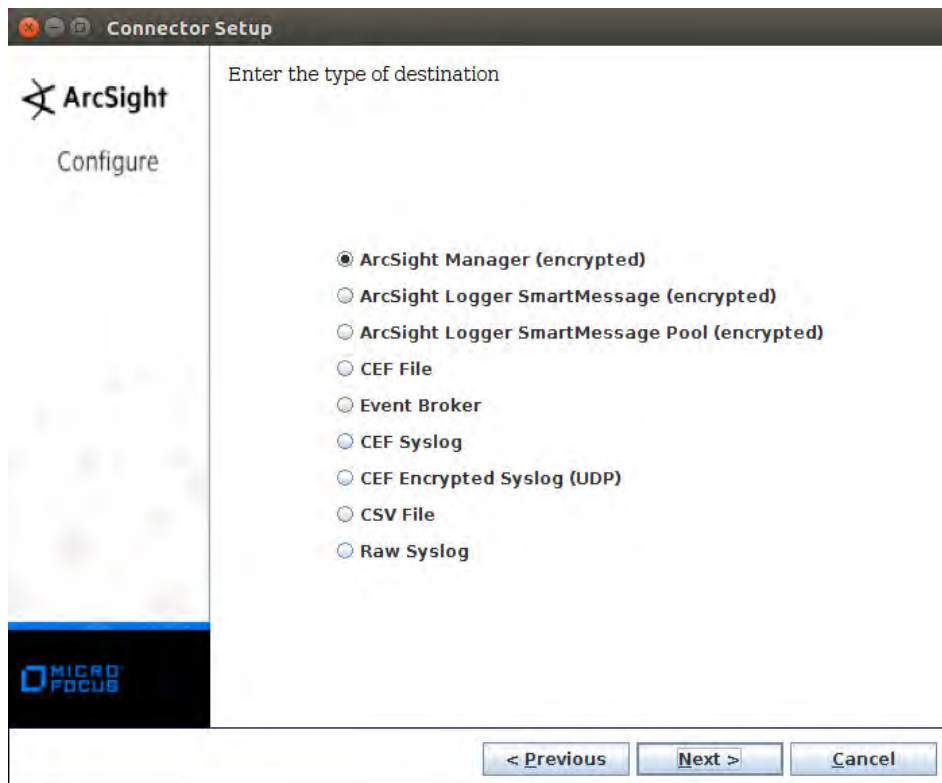 Connector Setup
ArcSight
Configure
Enter the type of destination
ArcSight Manager (encrypted)
ArcSight Logger SmartMessage (encrypted)
ArcSight Logger SmartMessage Pool (encrypted)
CEF File
Event Broker
CEF Syslog
CEF Encrypted Syslog (UDP)
CSV File
Raw Syslog
MICRO
FOCUS
< Previous
Next >
Cancel